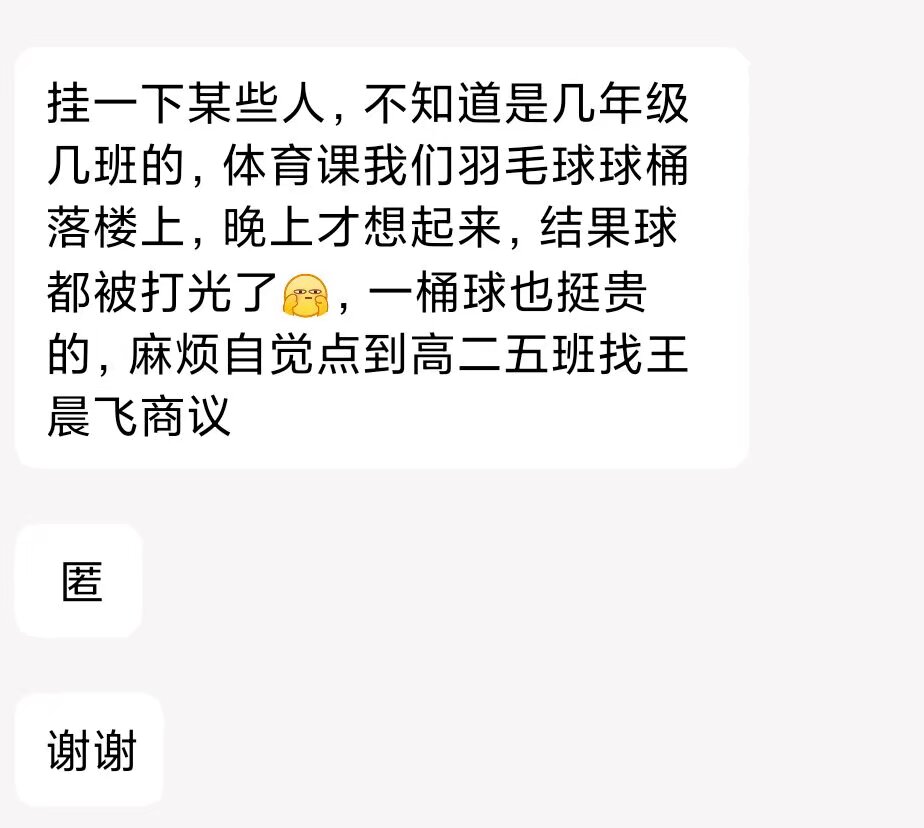 挂一下某些人，不知道是几年级
几班的，体育课我们羽毛球球桶
落楼上，晚上才想起来，结果球
都被打光了，一桶球也挺贵
的，麻烦自觉点到高二五班找王
晨飞商议
匿
谢谢